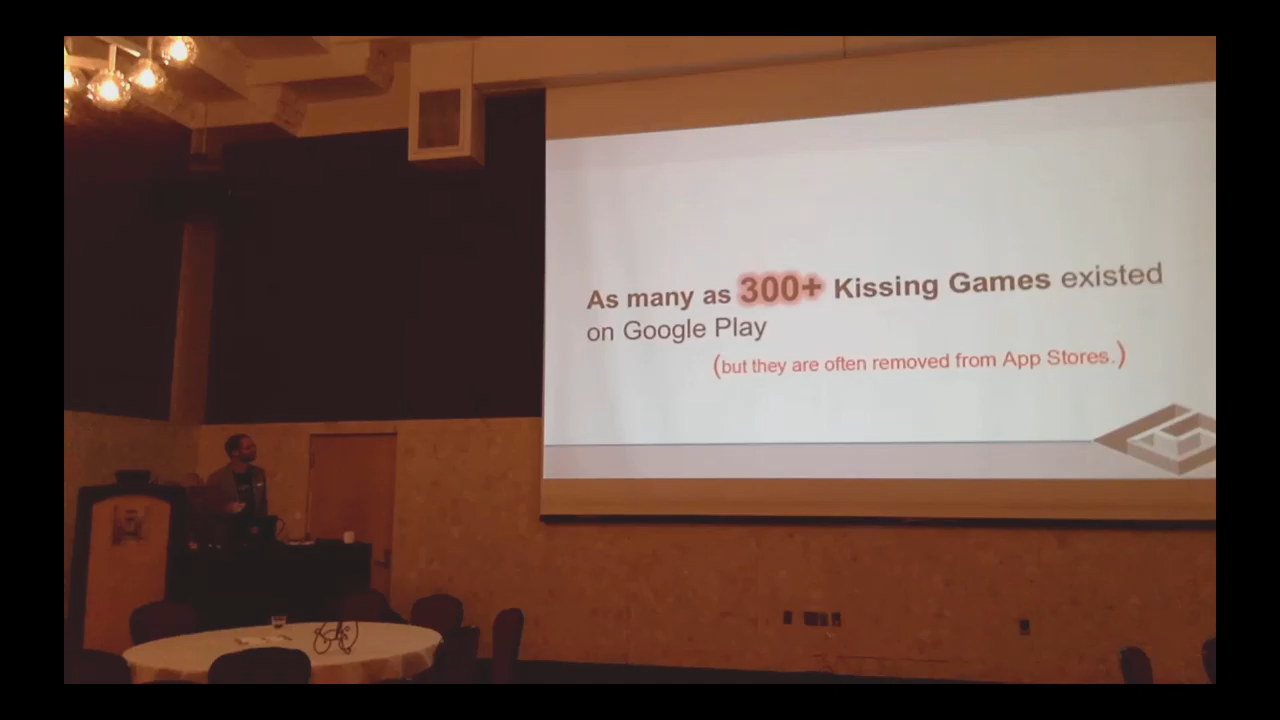 As many as 300+ Kissing Games existed
on Google Play
(but they are often removed from App Stores.)